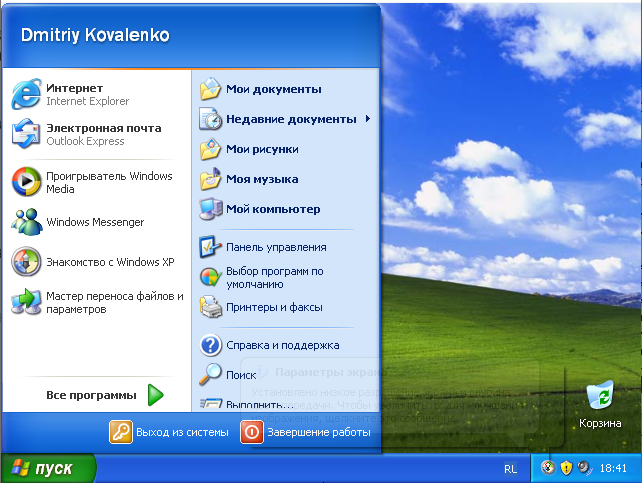 Dmitriy Kovalenko
Интернет
Internet Explorer
Электронная почта
Outlook Express
Проигрыватель Windows
Media
Windows Messenger
Знакомство с Windows XP
Мастер переноса файлов и
параметров
Все программы
Мои документы
Недавние документы
Мои рисунки
Моя музыка
Мой компьютер
Панель управления
Выбор программ по
умолчанию
Принтеры и факсы
Справка и поддержка
Поиск
Выполнить...
Параметры экрана
Установлено низкое
Чтобы
Выход из системы
Завершение работы
Корзина
пуск
RL
18:41